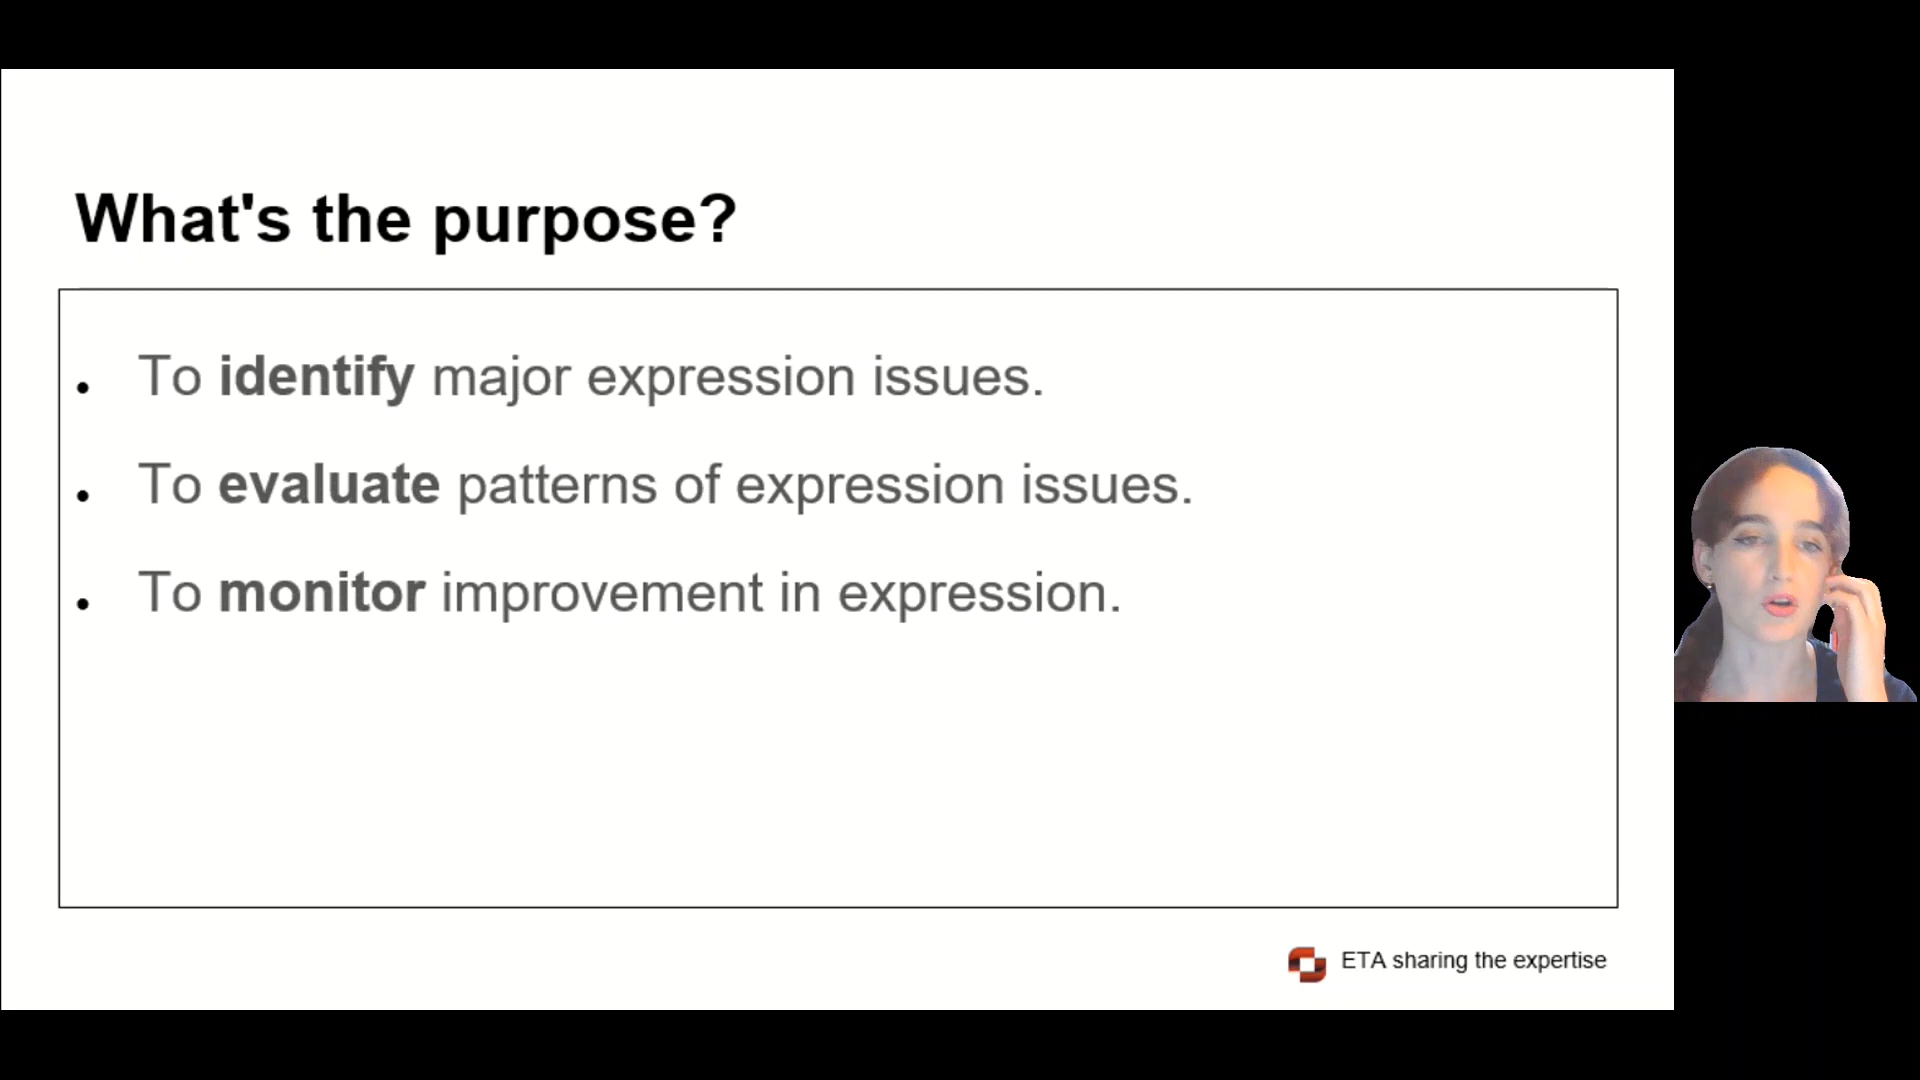 What's the purpose?
• To identify major expression issues.
• To evaluate patterns of expression issues.
• To monitor improvement in expression.
ETA sharing the expertise